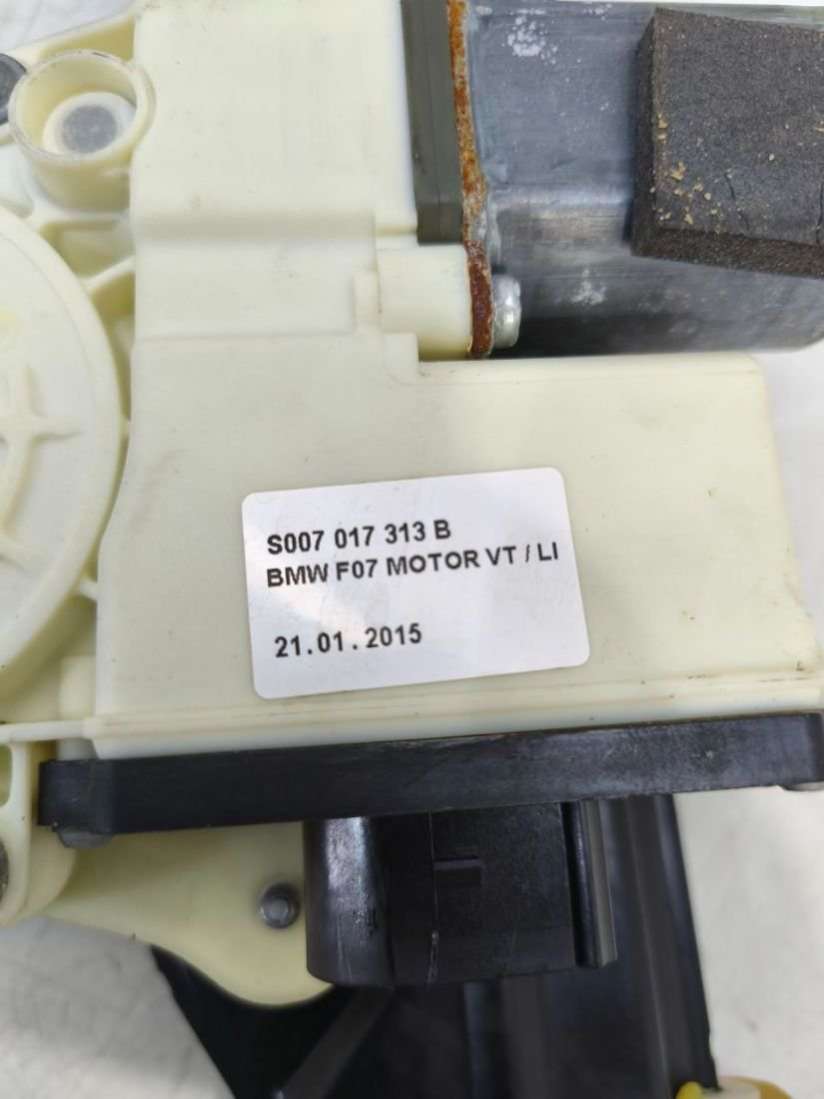 S007 017 313 B
BMW F07 MOTOR VT / LI
21.01.2015